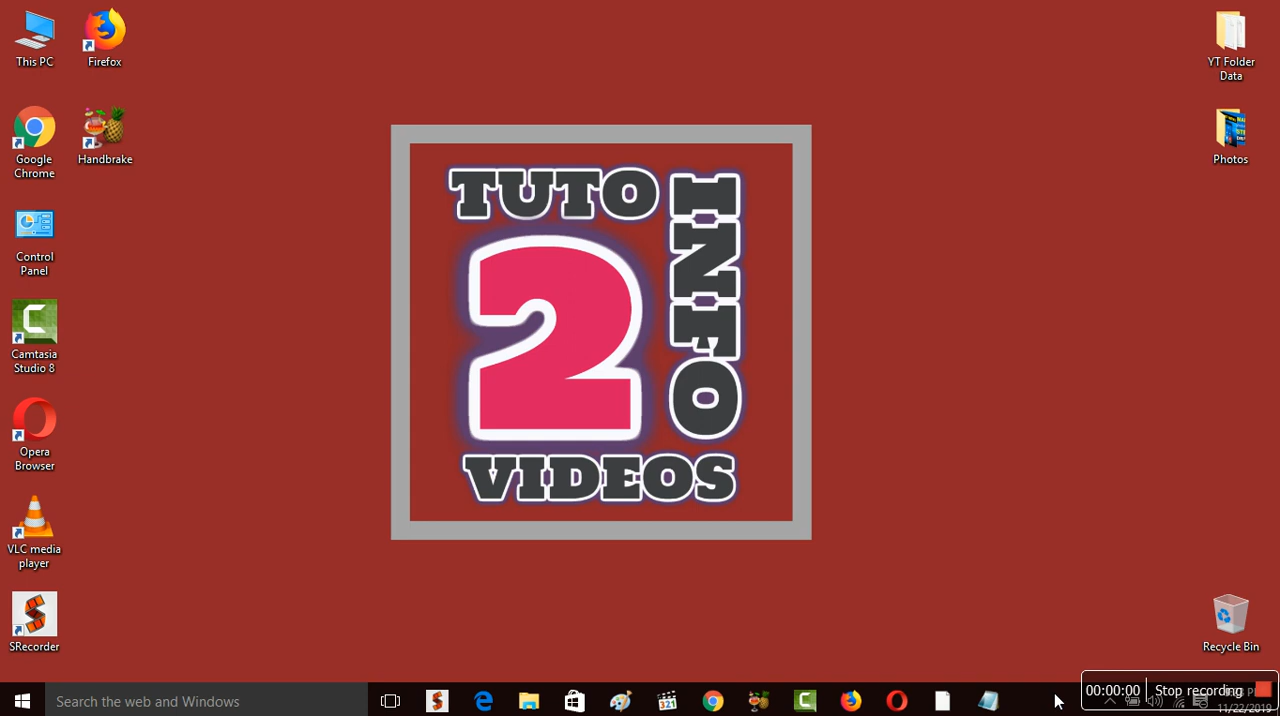 This PC
Firefox
Google
Chrome
Handbrake
Control
Panel
Camtasia
Studio 8
Opera
Browser
VLC media
player
SRecorder
TUTO
INFO
2
VIDEOS
YT Folder
Data
Photos
Recycle Bin
Search the web and Windows
321
00:00:00
Stop recording
11/22/2019